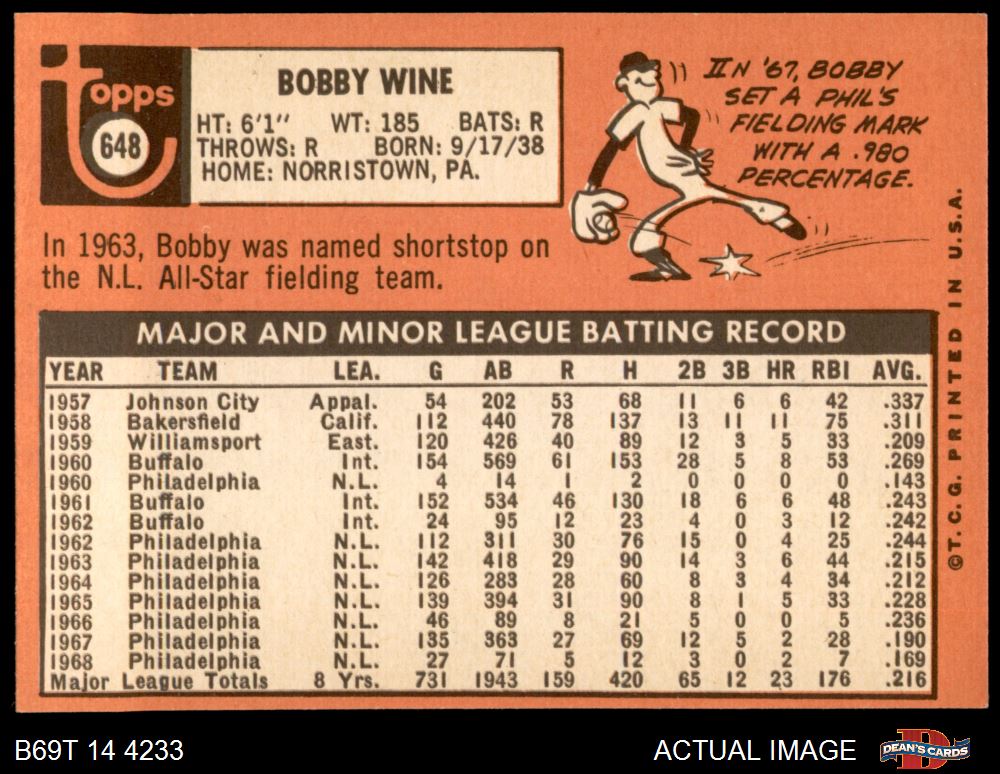 topps
648
BOBBY WINE
HT: 6'1" WT: 185 BATS: R
THROWS: R BORN: 9/17/38
HOME: NORRISTOWN, PA.
IN '67, BOBBY
SET A PHIL'S
FIELDING MARK
WITH A .980
PERCENTAGE.
In 1963, Bobby was named shortstop on
the N.L. All-Star fielding team.
MAJOR AND MINOR LEAGUE BATTING RECORD
YEAR TEAM LEA. G AB R H 2B 3B HR RBI AVG.
1957 Johnson City Appal. 54 202 53 68 11 6 6 42 .337
1958 Bakersfield Calif. 112 440 78 137 13 11 11 75 .311
1959 Williamsport East. 120 426 40 89 12 3 5 33 .209
1960 Buffalo Int. 154 569 61 153 28 5 8 53 .269
1960 Philadelphia N.L. 4 14 1 2 0 0 0 0 .143
1961 Buffalo Int. 152 534 46 130 18 6 6 48 .243
1962 Buffalo Int. 24 95 12 23 4 0 3 12 .242
1962 Philadelphia N.L. 112 311 30 76 15 0 4 25 .244
1963 Philadelphia N.L. 142 418 29 90 14 3 6 44 .215
1964 Philadelphia N.L. 126 283 28 60 8 3 4 34 .212
1965 Philadelphia N.L. 139 394 31 90 8 1 5 33 .228
1966 Philadelphia N.L. 46 89 8 21 5 0 0 5 .236
1967 Philadelphia N.L. 135 363 27 69 12 5 2 28 .190
1968 Philadelphia N.L. 27 71 5 12 3 0 2 7 .169
Major League Totals 8 Yrs. 731 1943 159 420 65 12 23 176 .216
©T.C.G. PRINTED IN U.S.A.
B69T 14 4233
ACTUAL IMAGE
DEAN'S CARDS